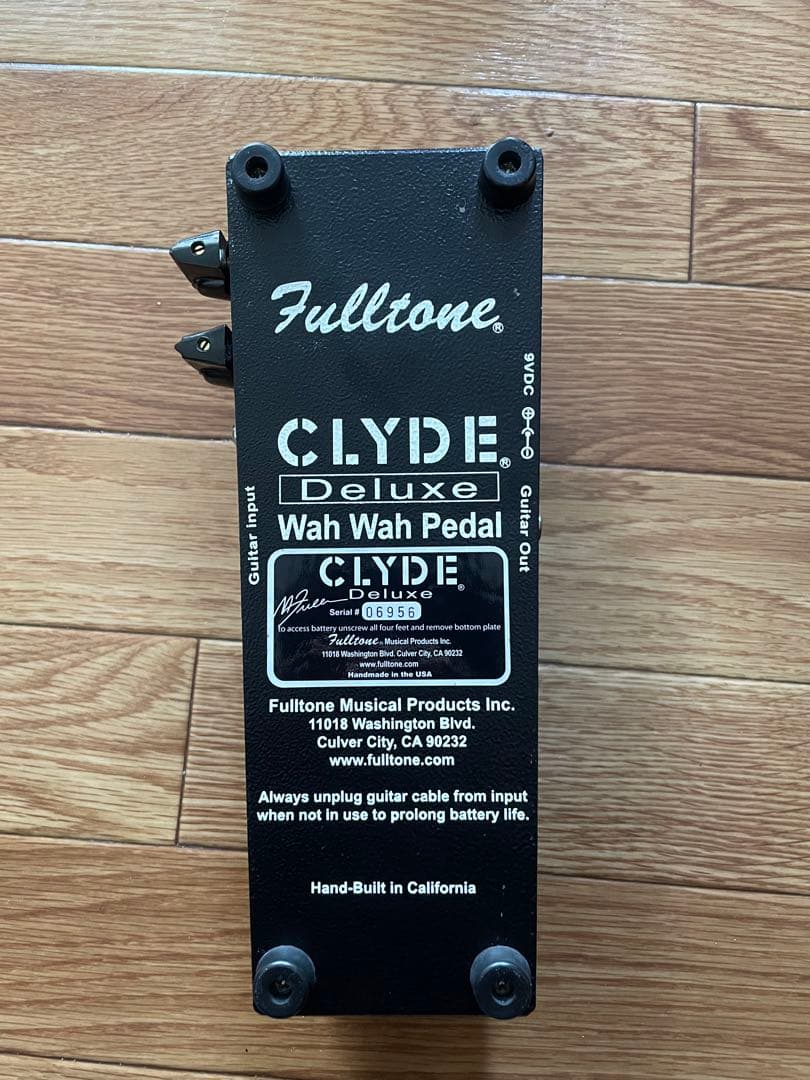 Fulltone®
9VDC
CLYDE®
Deluxe
Wah Wah Pedal
Guitar input
Guitar Out
CLYDE®
Deluxe
MFuller
Serial # 06956
To access battery unscrew all four feet and remove bottom plate
Fulltone® Musical Products Inc.
11018 Washington Blvd. Culver City, CA 90232
www.fulltone.com
Handmade in the USA
Fulltone Musical Products Inc.
11018 Washington Blvd.
Culver City, CA 90232
www.fulltone.com
Always unplug guitar cable from input
when not in use to prolong battery life.
Hand-Built in California